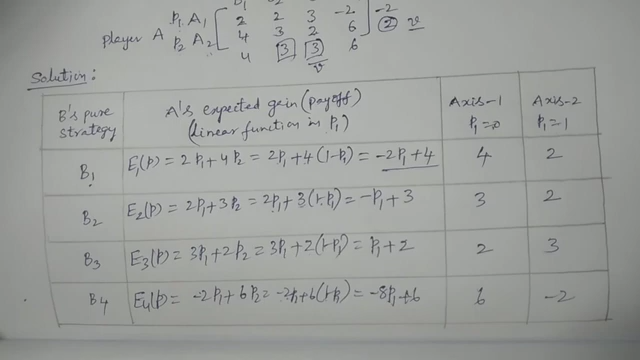 P₁ A₁ [ 2 2 3 -2 ] -2
Player A P₂ A₂ [ 4 3 2 6 ] 2 v
4 3 3 6
v
Solution:
B's pure strategy A's expected gain (payoff) (linear function in P₁) Axis-1 P₁=0 Axis-2 P₁=1
B₁ E₁(P) = 2P₁+4P₂ = 2P₁+4(1-P₁) = -2P₁+4 4 2
B₂ E₂(P) = 2P₁+3P₂ = 2P₁+3(1-P₁) = -P₁+3 3 2
B₃ E₃(P) = 3P₁+2P₂ = 3P₁+2(1-P₁) = P₁+2 2 3
B₄ E₄(P) = -2P₁+6P₂ = -2P₁+6(1-P₁) = -8P₁+6 6 -2